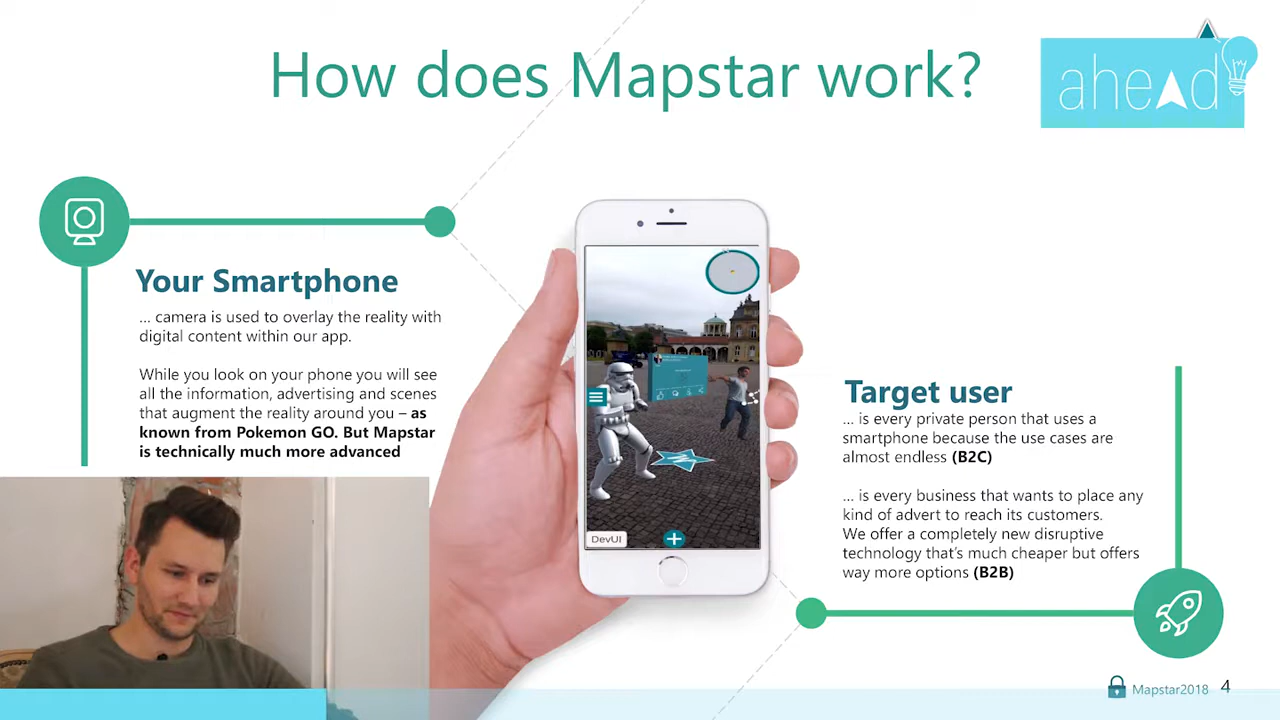 How does Mapstar work?
aheAd
Your Smartphone
... camera is used to overlay the reality with
digital content within our app.
While you look on your phone you will see
all the information, advertising and scenes
that augment the reality around you – as
known from Pokemon GO. But Mapstar
is technically much more advanced
DevUI
Target user
... is every private person that uses a
smartphone because the use cases are
almost endless (B2C)
... is every business that wants to place any
kind of advert to reach its customers.
We offer a completely new disruptive
technology that's much cheaper but offers
way more options (B2B)
Mapstar2018 4